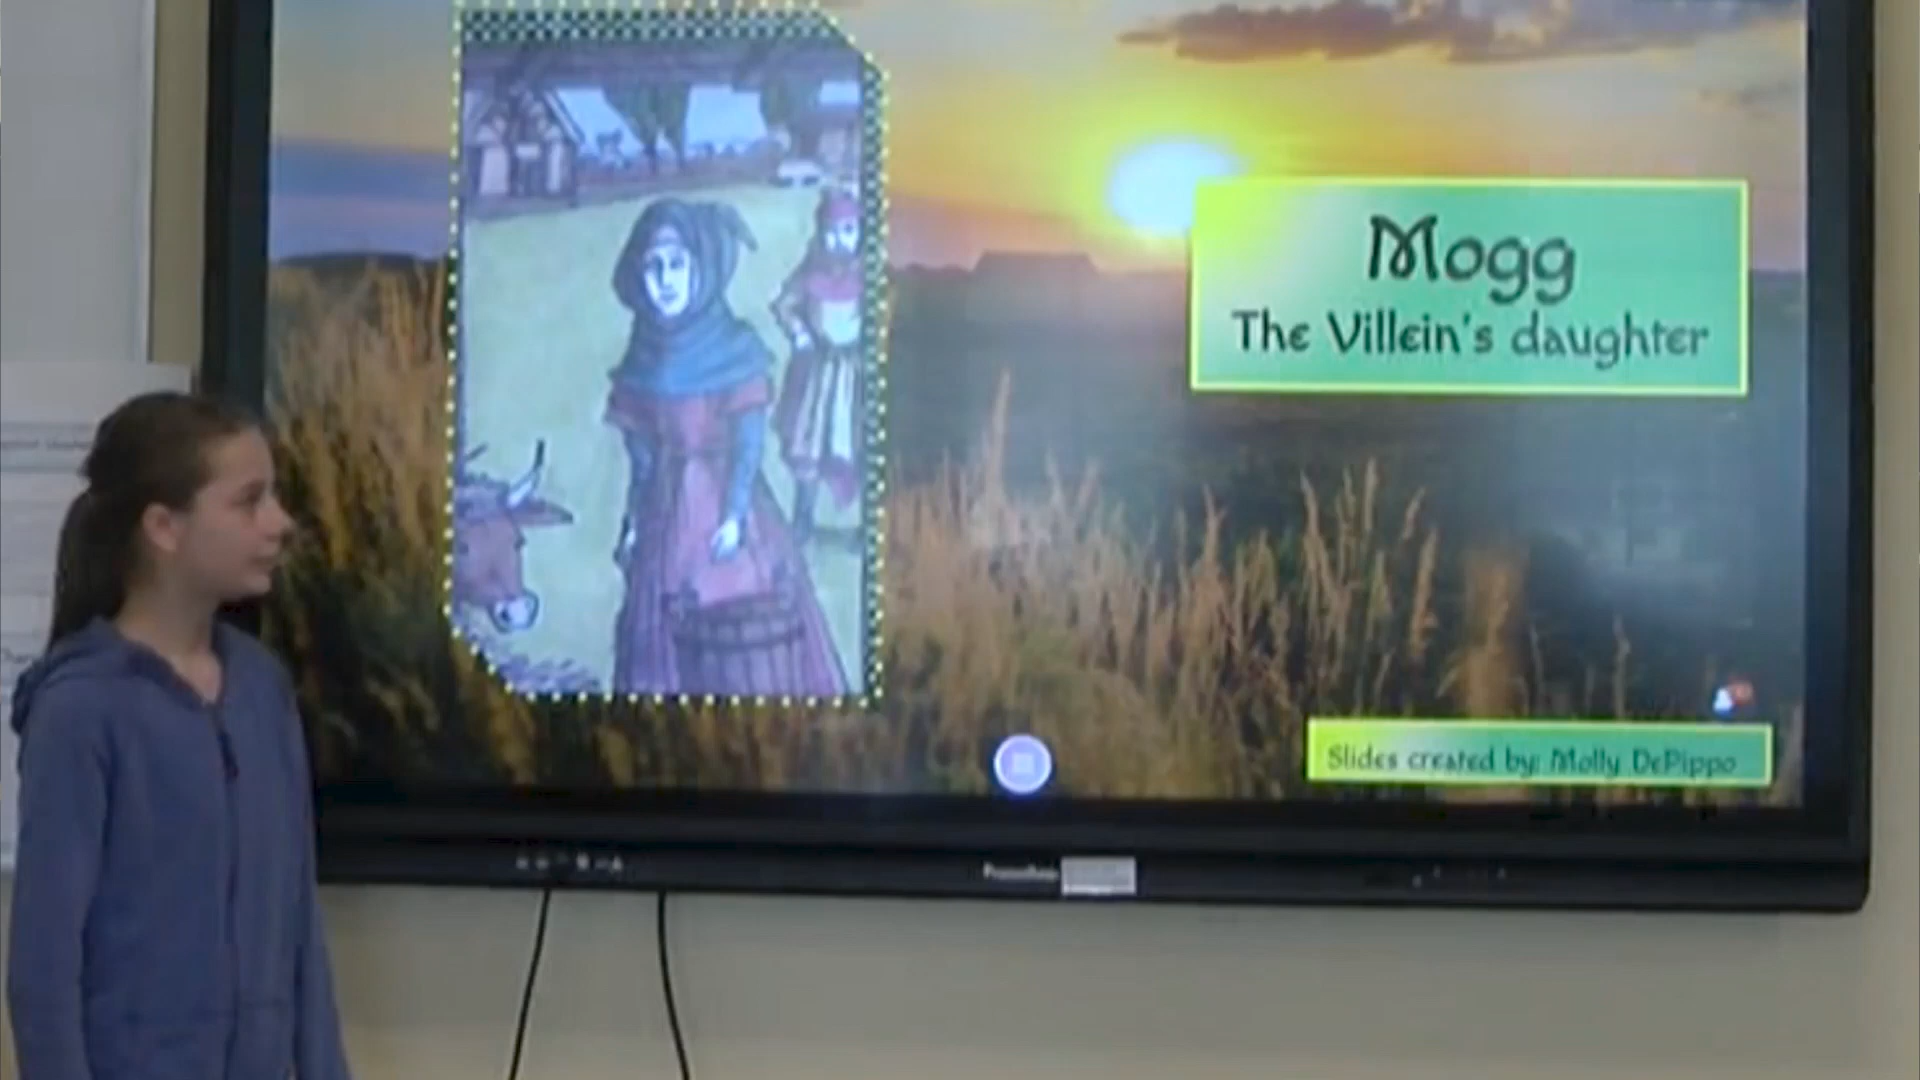 Mogg
The Villein's daughter
Slides created by: Molly DePippo